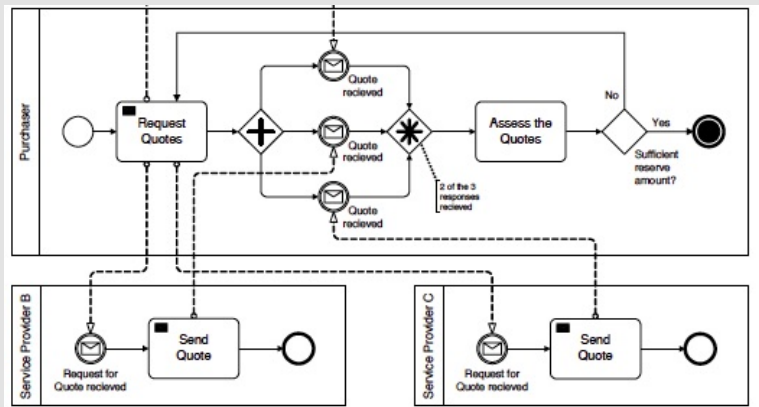 Purchaser
Request
Quotes
Quote
recieved
Quote
recieved
Quote
recieved
2 of the 3
responses
recieved
Assess the
Quotes
No
Yes
Sufficient
reserve
amount?
Service Provider B
Request for
Quote recieved
Send
Quote
Service Provider C
Request for
Quote recieved
Send
Quote